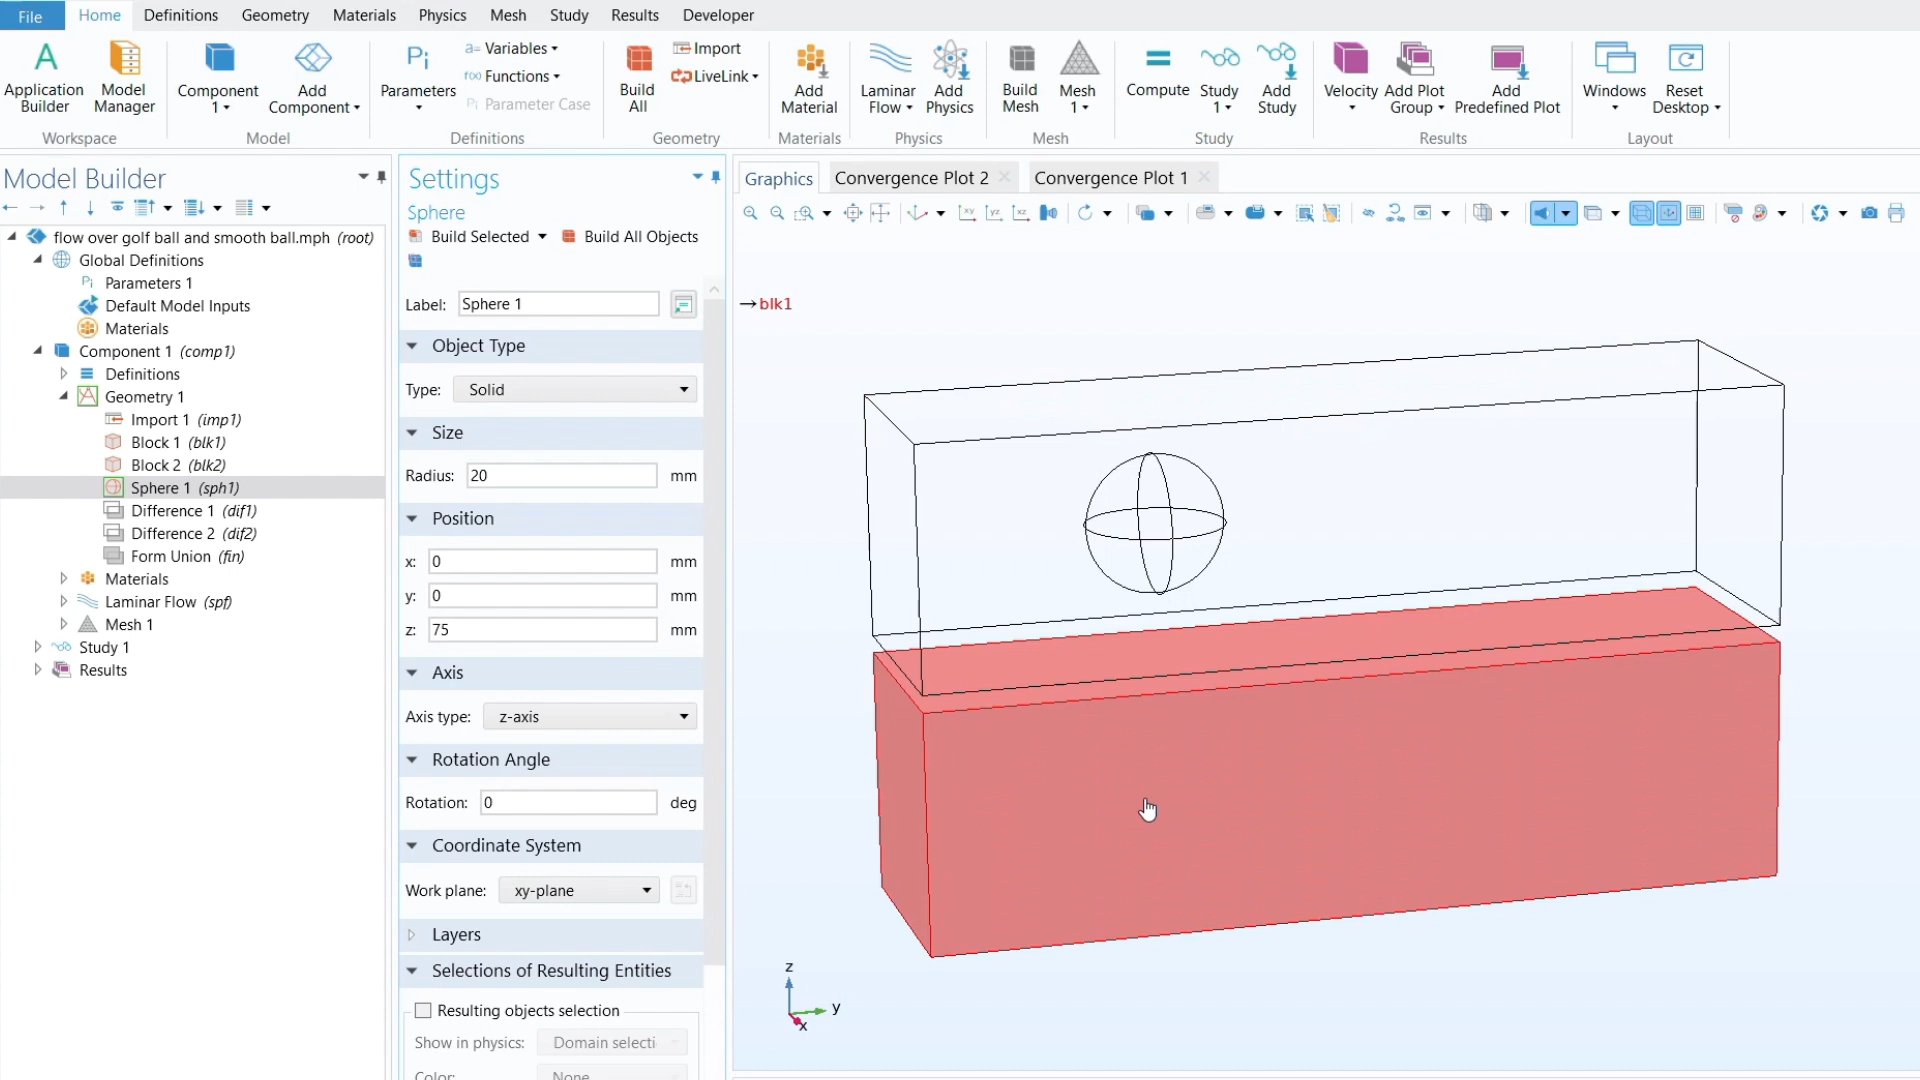 File Home Definitions Geometry Materials Physics Mesh Study Results Developer
Application Builder
Model Manager
Workspace
Component 1
Add Component
Model
Pi
Parameters
a= Variables
f(x) Functions
Pi Parameter Case
Definitions
Build All
Import
LiveLink
Geometry
Add Material
Materials
Laminar Flow
Add Physics
Physics
Build Mesh
Mesh 1
Mesh
Compute
Study 1
Add Study
Study
Velocity
Add Plot Group
Add Predefined Plot
Results
Windows
Reset Desktop
Layout
Model Builder
flow over golf ball and smooth ball.mph (root)
Global Definitions
Pi Parameters 1
Default Model Inputs
Materials
Component 1 (comp1)
Definitions
Geometry 1
Import 1 (imp1)
Block 1 (blk1)
Block 2 (blk2)
Sphere 1 (sph1)
Difference 1 (dif1)
Difference 2 (dif2)
Form Union (fin)
Materials
Laminar Flow (spf)
Mesh 1
Study 1
Results
Settings
Sphere
Build Selected Build All Objects
Label: Sphere 1
Object Type
Type: Solid
Size
Radius: 20 mm
Position
x: 0 mm
y: 0 mm
z: 75 mm
Axis
Axis type: z-axis
Rotation Angle
Rotation: 0 deg
Coordinate System
Work plane: xy-plane
Layers
Selections of Resulting Entities
Resulting objects selection
Show in physics: Domain selecti
Color: None
Graphics Convergence Plot 2 Convergence Plot 1
xy yz xz
→blk1
z
y
x